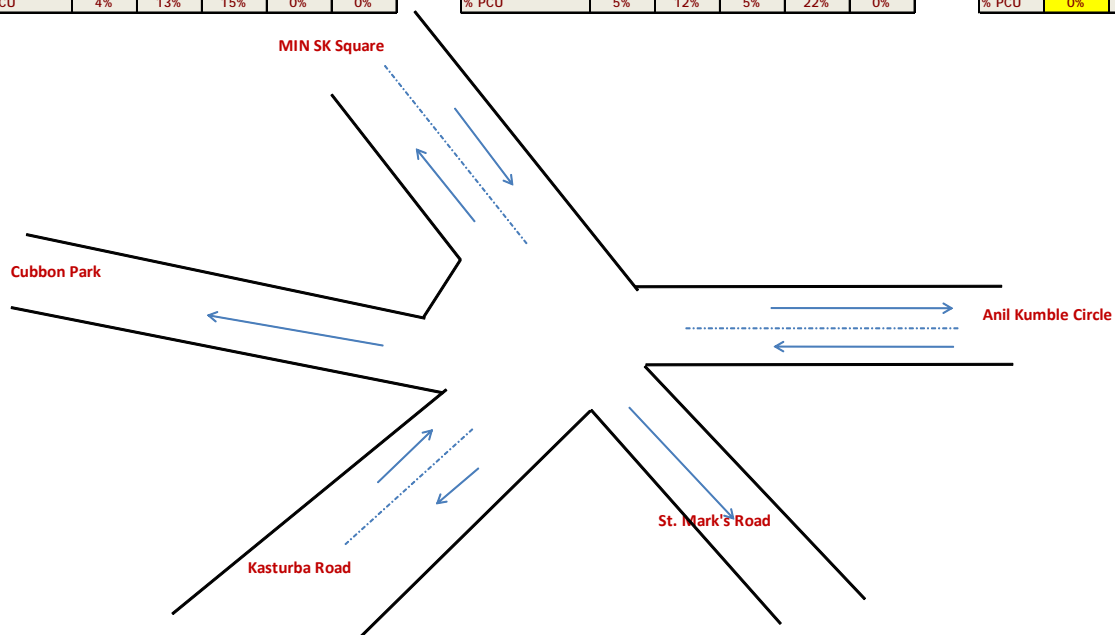 CU 4% 13% 15% 0% 0%
% PCU 5% 12% 5% 22% 0%
% PCU 0%
MIN SK Square
Cubbon Park
Anil Kumble Circle
St. Mark's Road
Kasturba Road